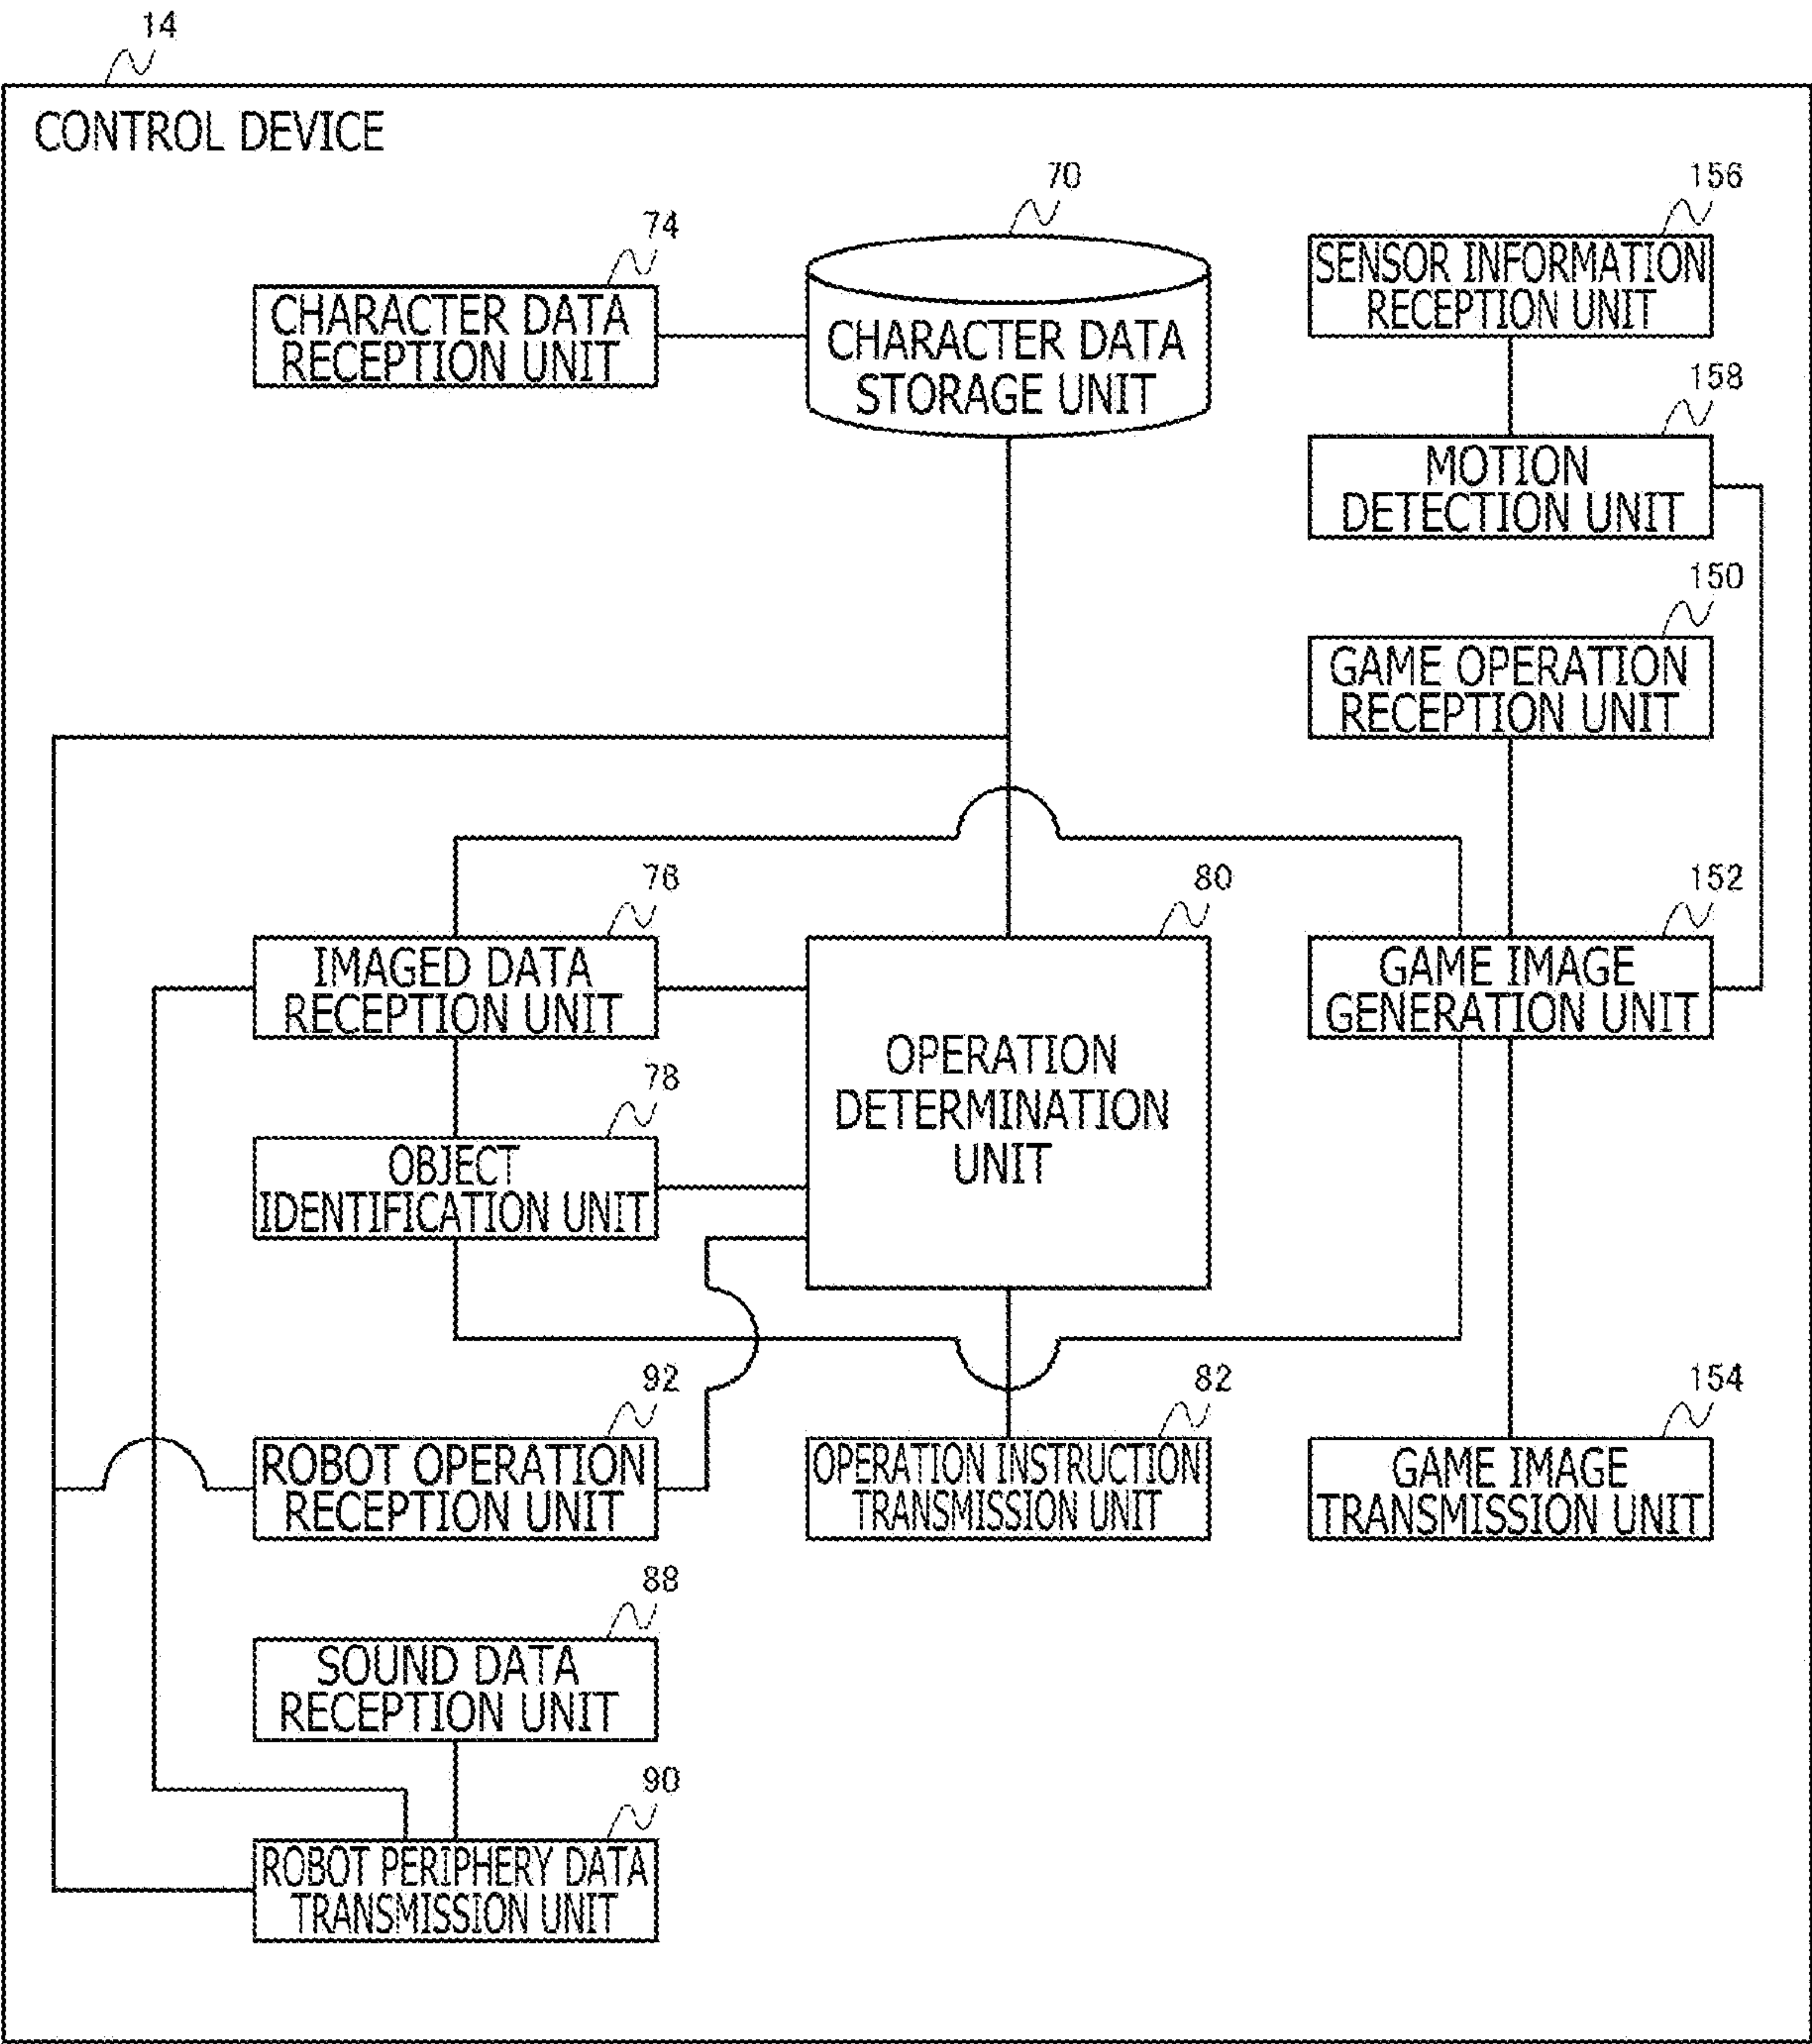 14
CONTROL DEVICE
70
156
74
SENSOR INFORMATION
RECEPTION UNIT
CHARACTER DATA
RECEPTION UNIT
CHARACTER DATA
STORAGE UNIT
158
MOTION
DETECTION UNIT
150
GAME OPERATION
RECEPTION UNIT
76
80
152
IMAGED DATA
RECEPTION UNIT
GAME IMAGE
GENERATION UNIT
OPERATION
DETERMINATION
UNIT
78
OBJECT
IDENTIFICATION UNIT
92
82
154
ROBOT OPERATION
RECEPTION UNIT
OPERATION INSTRUCTION
TRANSMISSION UNIT
GAME IMAGE
TRANSMISSION UNIT
88
SOUND DATA
RECEPTION UNIT
90
ROBOT PERIPHERY DATA
TRANSMISSION UNIT